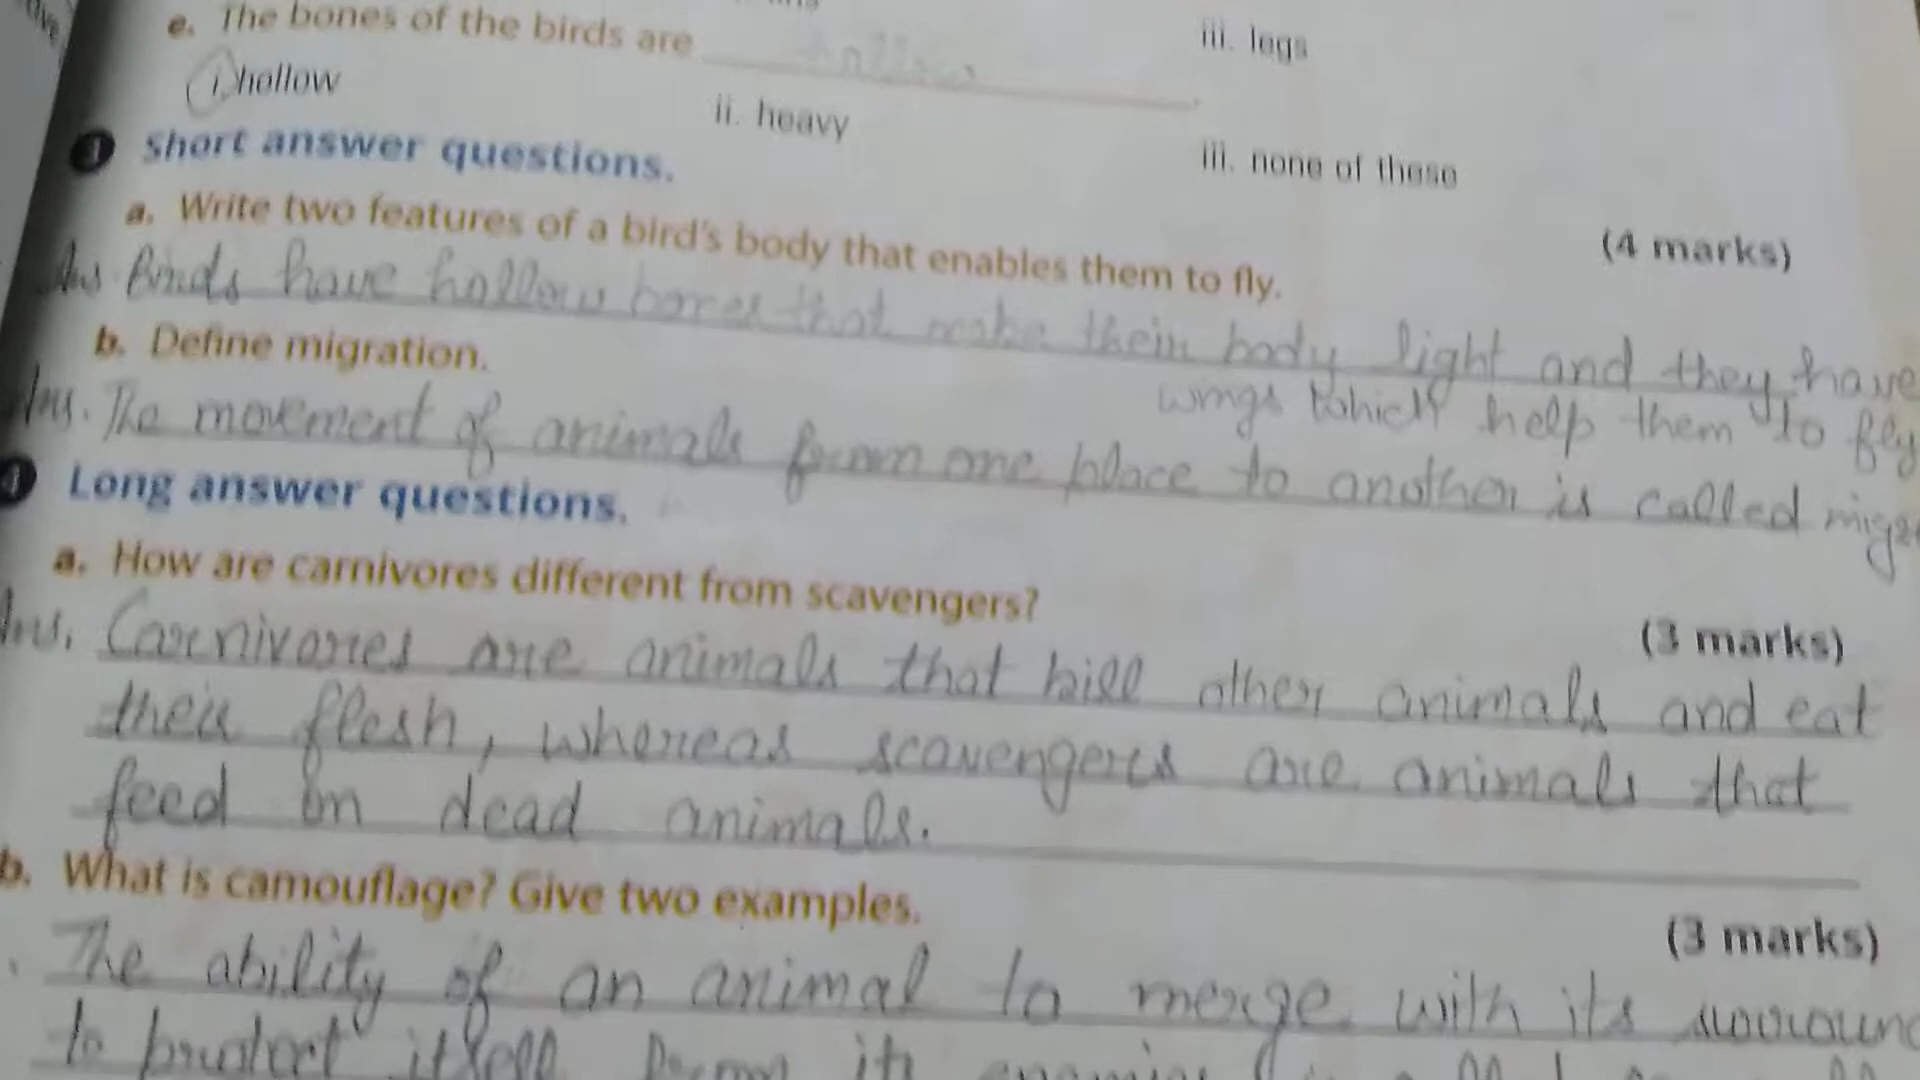 e. The bones of the birds are hollow
iii. legs
i. hollow
ii. heavy
iii. none of these
Short answer questions.
(4 marks)
a. Write two features of a bird's body that enables them to fly.
Ans. Birds have hollow bones that make their body light and they have
wings which help them to fly
b. Define migration.
Ans. The movement of animals from one place to another is called
Long answer questions.
a. How are carnivores different from scavengers?
(3 marks)
Ans. Carnivores are animals that kill other animals and eat
their flesh, whereas scavengers are animals that
feed on dead animals.
b. What is camouflage? Give two examples.
(3 marks)
The ability of an animal to merge with its
to protect itself from its